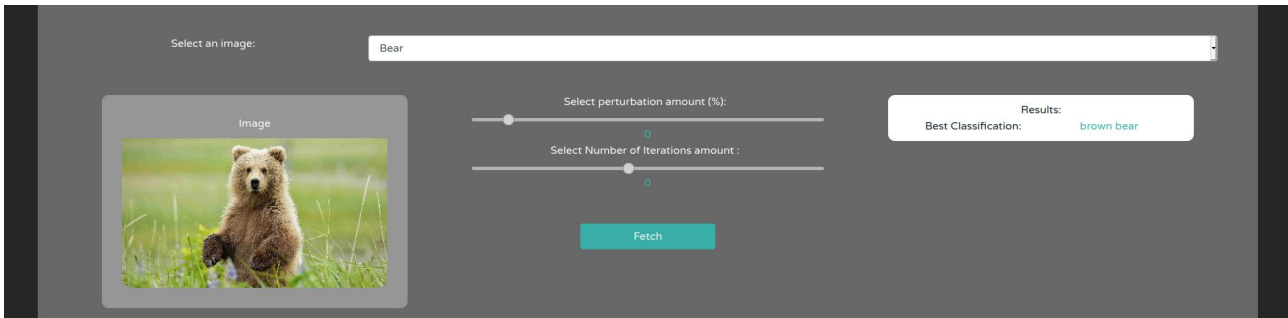 Select an image:
Bear
Image
Select perturbation amount (%):
0
Select Number of Iterations amount :
0
Fetch
Results:
Best Classification: brown bear